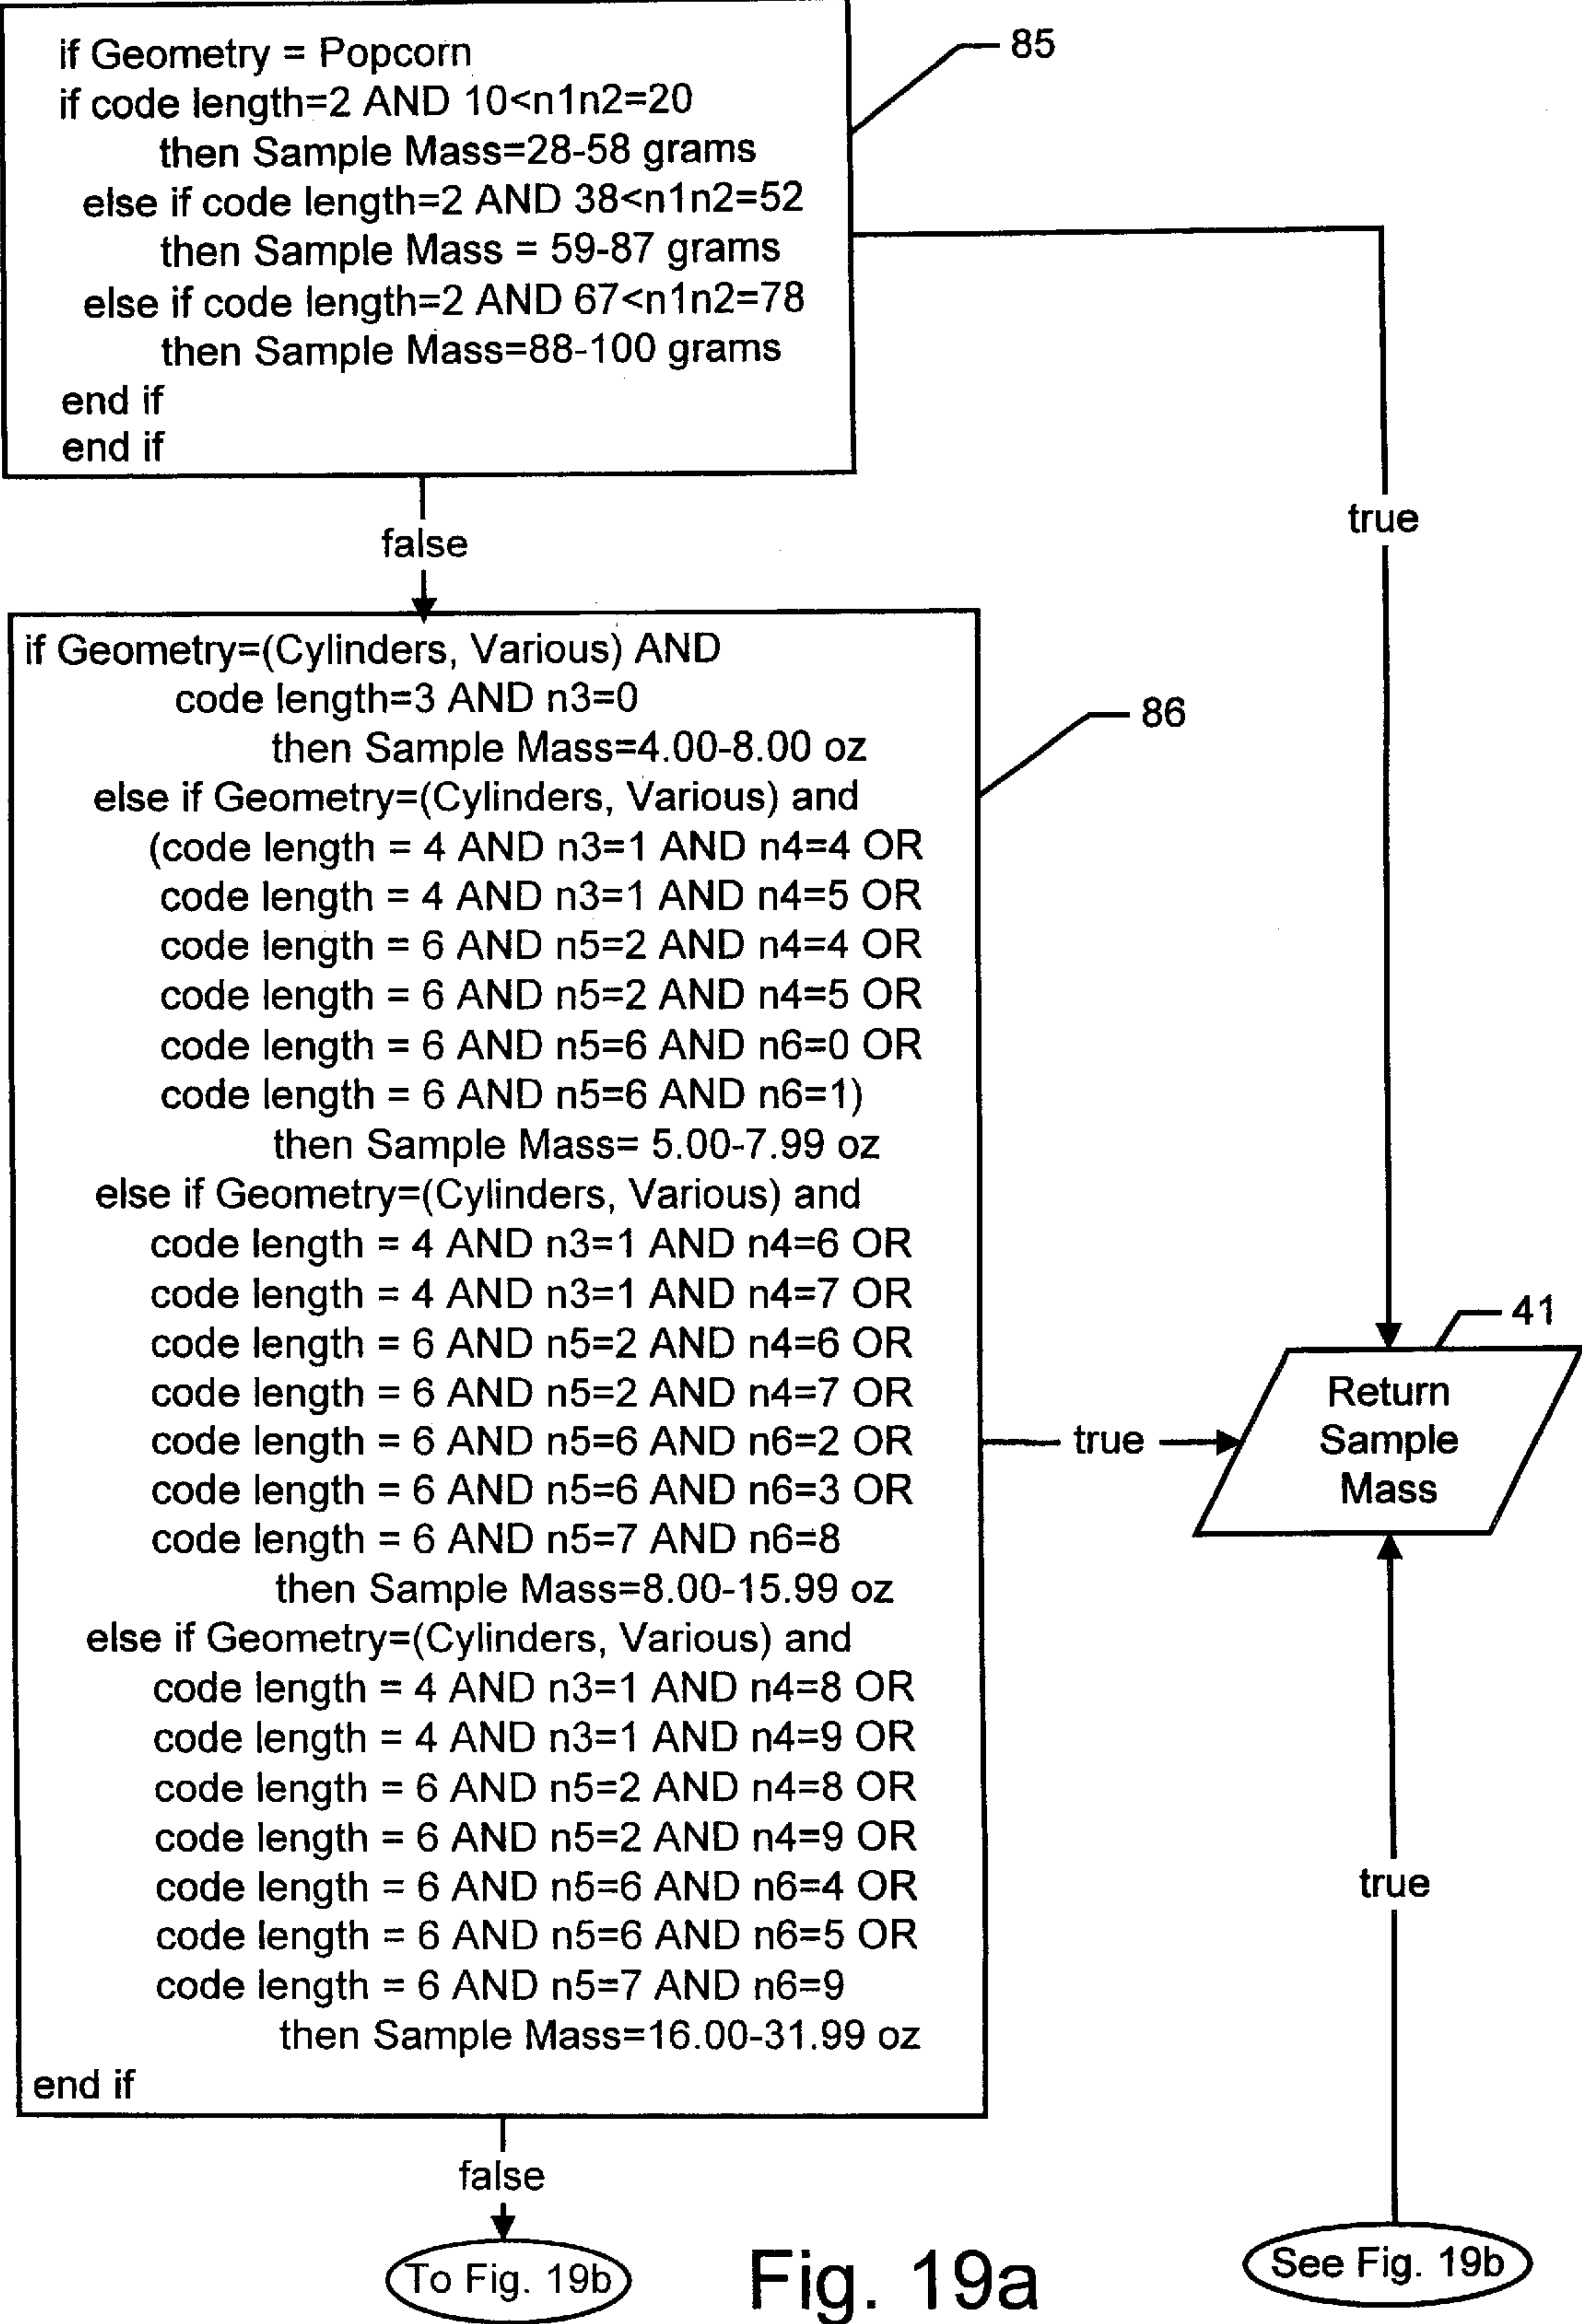 if Geometry = Popcorn
if code length=2 AND 10<n1n2=20
then Sample Mass=28-58 grams
else if code length=2 AND 38<n1n2=52
then Sample Mass = 59-87 grams
else if code length=2 AND 67<n1n2=78
then Sample Mass=88-100 grams
end if
end if
85
true
false
if Geometry=(Cylinders, Various) AND
code length=3 AND n3=0
then Sample Mass=4.00-8.00 oz
else if Geometry=(Cylinders, Various) and
(code length = 4 AND n3=1 AND n4=4 OR
code length = 4 AND n3=1 AND n4=5 OR
code length = 6 AND n5=2 AND n4=4 OR
code length = 6 AND n5=2 AND n4=5 OR
code length = 6 AND n5=6 AND n6=0 OR
code length = 6 AND n5=6 AND n6=1)
then Sample Mass= 5.00-7.99 oz
else if Geometry=(Cylinders, Various) and
code length = 4 AND n3=1 AND n4=6 OR
code length = 4 AND n3=1 AND n4=7 OR
code length = 6 AND n5=2 AND n4=6 OR
code length = 6 AND n5=2 AND n4=7 OR
code length = 6 AND n5=6 AND n6=2 OR
code length = 6 AND n5=6 AND n6=3 OR
code length = 6 AND n5=7 AND n6=8
then Sample Mass=8.00-15.99 oz
else if Geometry=(Cylinders, Various) and
code length = 4 AND n3=1 AND n4=8 OR
code length = 4 AND n3=1 AND n4=9 OR
code length = 6 AND n5=2 AND n4=8 OR
code length = 6 AND n5=2 AND n4=9 OR
code length = 6 AND n5=6 AND n6=4 OR
code length = 6 AND n5=6 AND n6=5 OR
code length = 6 AND n5=7 AND n6=9
then Sample Mass=16.00-31.99 oz
end if
86
true
41
Return
Sample
Mass
true
false
To Fig. 19b
Fig. 19a
See Fig. 19b